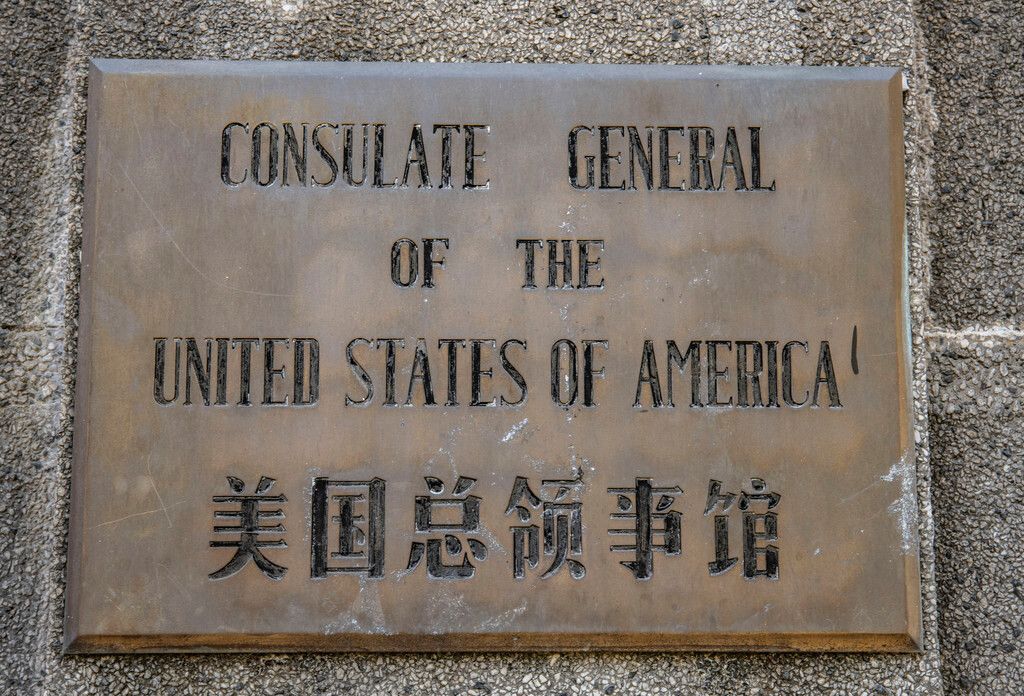 CONSULATE GENERAL
OF THE
UNITED STATES OF AMERICA
美国总领事馆